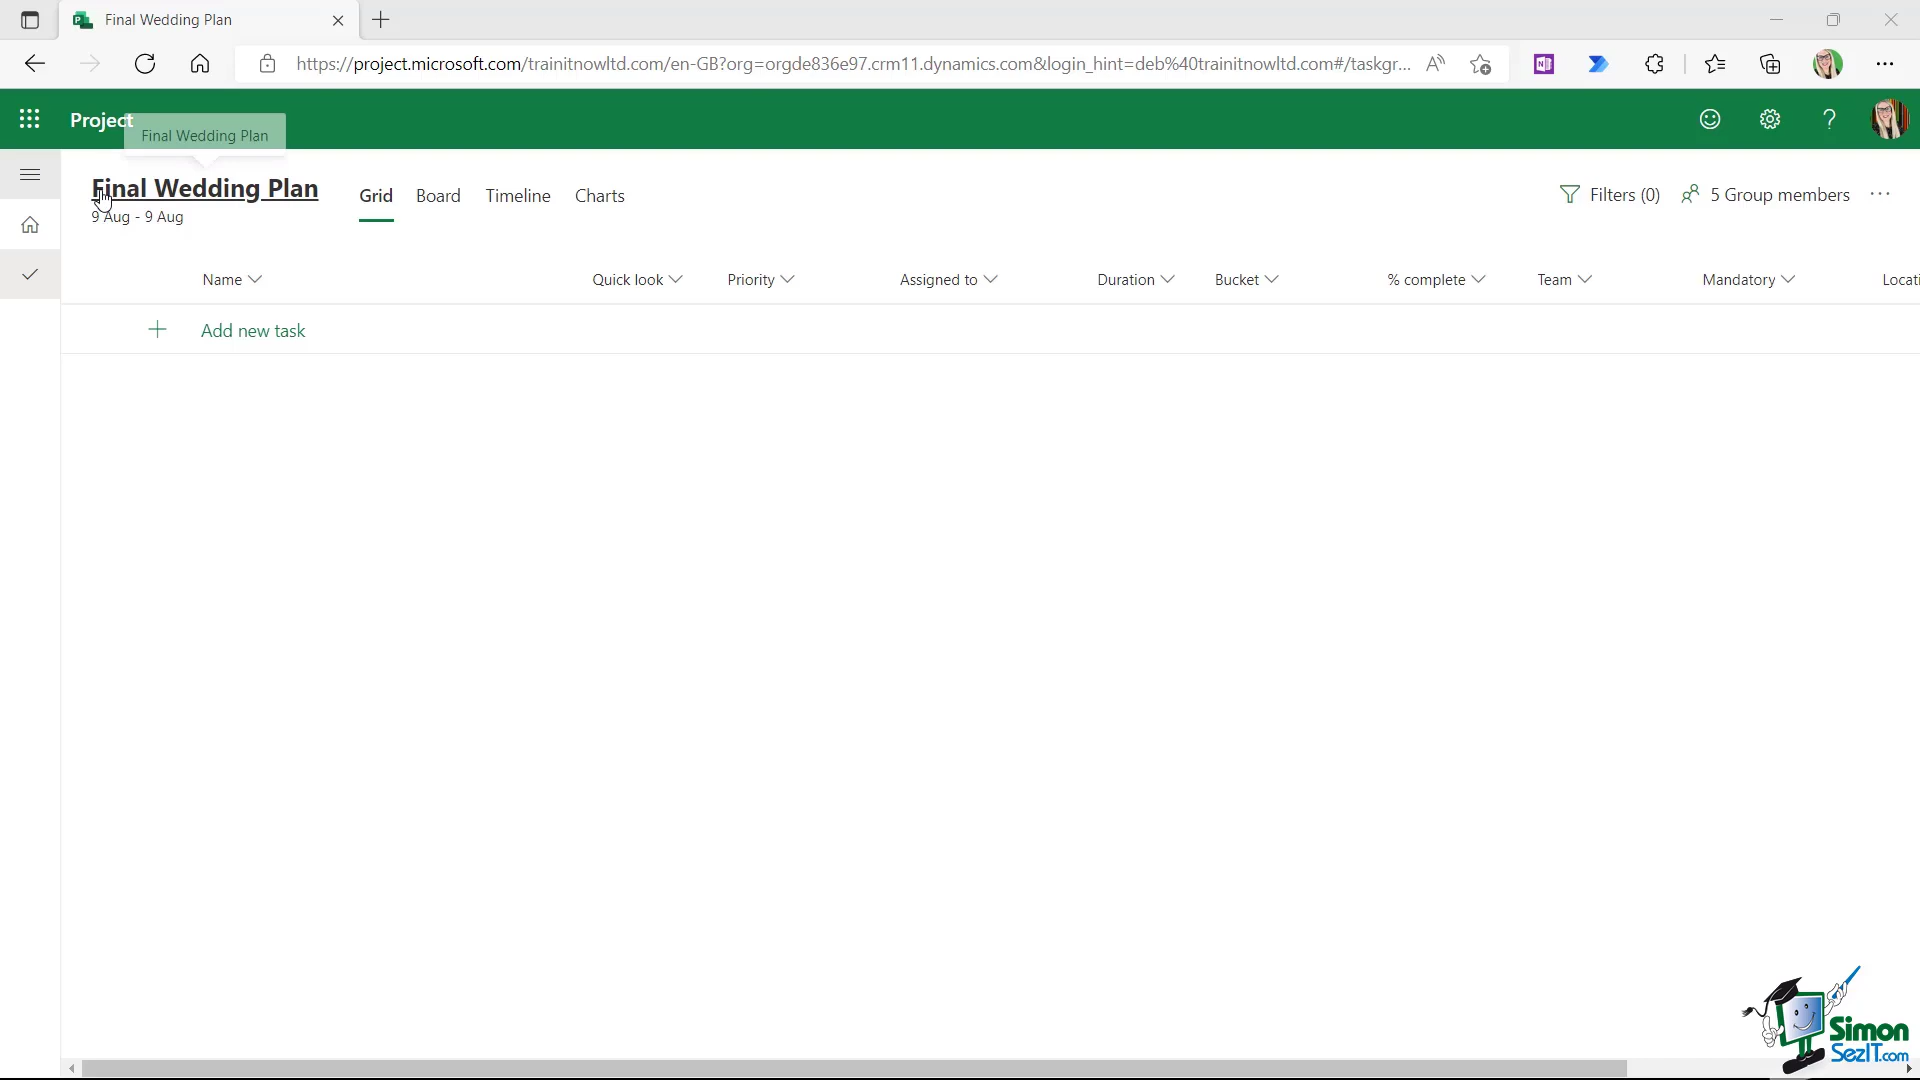 Final Wedding Plan
https://project.microsoft.com/trainitnowltd.com/en-GB?org=orgde836e97.crm11.dynamics.com&login_hint=deb%40trainitnowltd.com#/taskgr...
Project
Final Wedding Plan
Final Wedding Plan
9 Aug - 9 Aug
Grid Board Timeline Charts
Filters (0) 5 Group members
Name Quick look Priority Assigned to Duration Bucket % complete Team Mandatory Locati
Add new task
Simon
SezIT.com